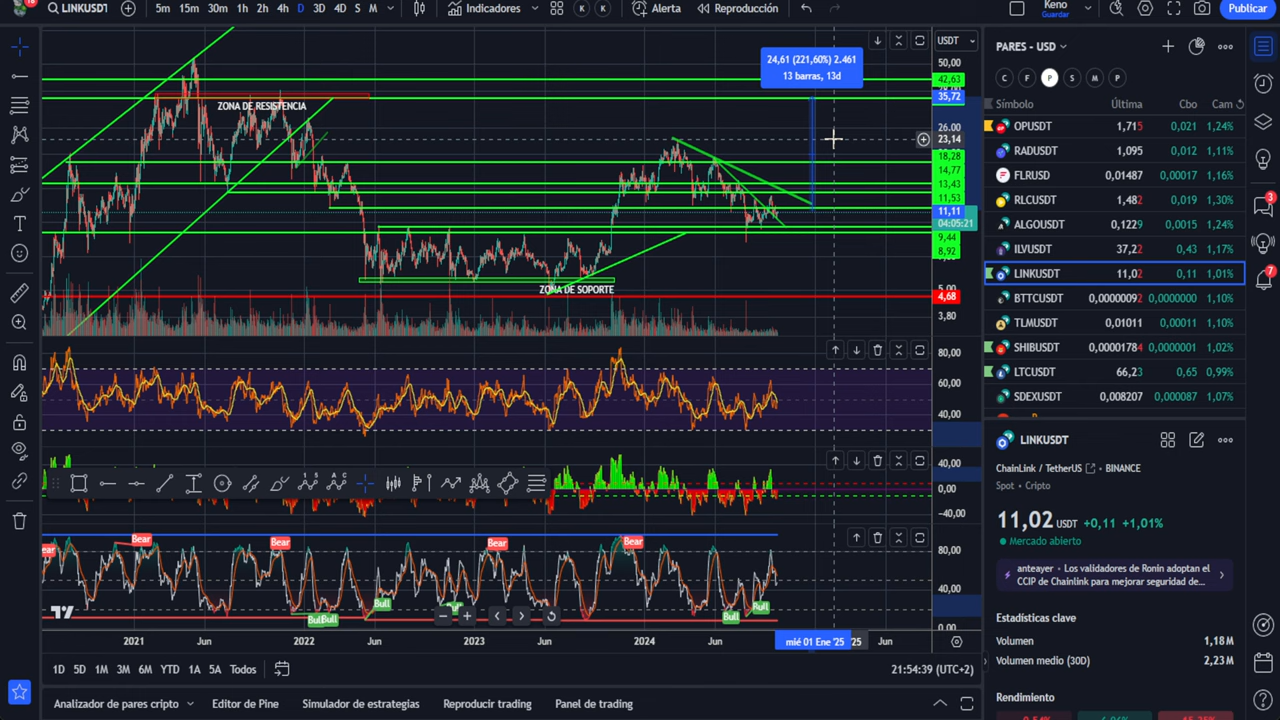 18
LINKUSDT
5m 15m 30m 1h 2h 4h D 3D 4D S M
Indicadores
K K
Alerta
Reproducción
Keno
Guardar
Publicar
24,61 (221,60%) 2.461
13 barras, 13d
ZONA DE RESISTENCIA
ZONA DE SOPORTE
USDT
50,00
42,63
35,72
26,00
23,14
18,28
14,77
13,43
11,53
11,11
04:05:21
9,44
8,92
4,68
3,80
80,00
60,00
40,00
40,00
0,00
−40,00
80,00
40,00
0,00
Bear
Bear
Bear
Bear
Bull
Bull
Bull
Bull
2021 Jun 2022 Jun 2023 Jun 2024 Jun mié 01 Ene '25 25 Jun
1D 5D 1M 3M 6M YTD 1A 5A Todos
21:54:39 (UTC+2)
Analizador de pares cripto
Editor de Pine
Simulador de estrategias
Reproducir trading
Panel de trading
PARES - USD
C F P S M P
Símbolo Última Cbo Cam
OPUSDT 1,715 0,021 1,24%
RADUSDT 1,095 0,012 1,11%
FLRUSD 0,01487 0,00017 1,16%
RLCUSDT 1,482 0,019 1,30%
ALGOUSDT 0,1229 0,0015 1,24%
ILVUSDT 37,22 0,43 1,17%
LINKUSDT 11,02 0,11 1,01%
BTTCUSDT 0,0000092 0,0000000 1,10%
TLMUSDT 0,01011 0,00011 1,10%
SHIBUSDT 0,00001784 0,0000001 1,02%
LTCUSDT 66,23 0,65 0,99%
SDEXUSDT 0,008207 0,000087 1,07%
LINKUSDT
ChainLink / TetherUS • BINANCE
Spot • Cripto
11,02 USDT +0,11 +1,01%
Mercado abierto
anteayer • Los validadores de Ronin adoptan el
CCIP de Chainlink para mejorar seguridad de…
Estadísticas clave
Volumen 1,18 M
Volumen medio (30D) 2,23 M
Rendimiento
3
7